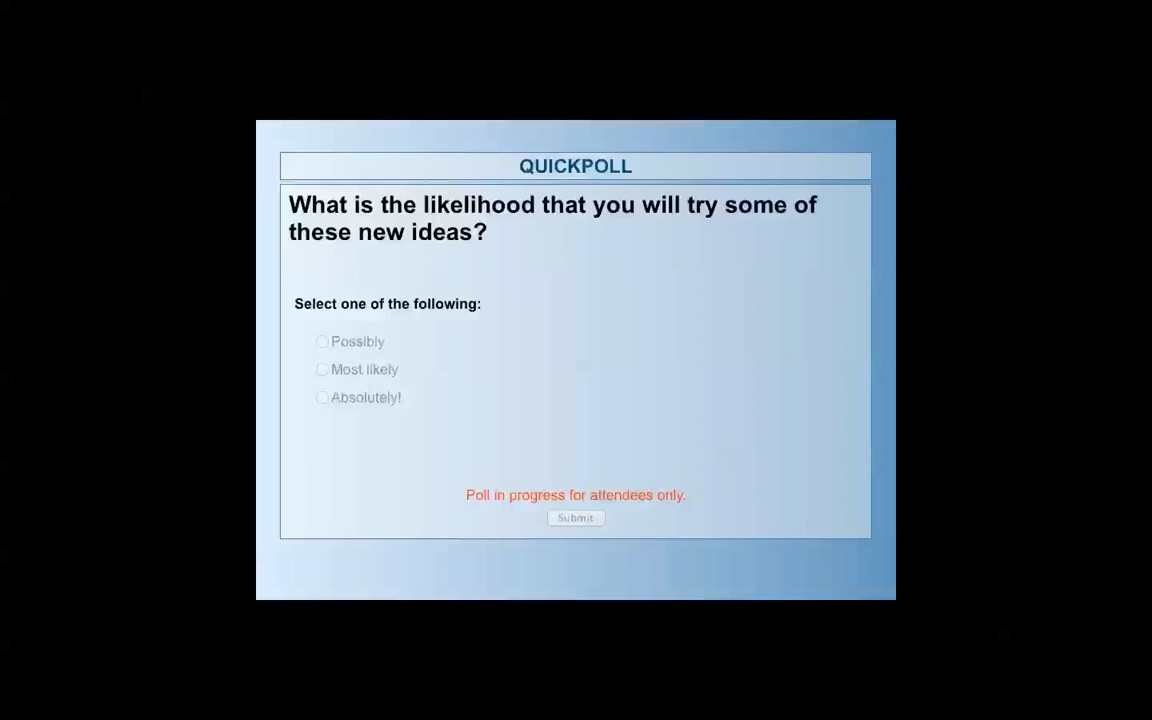 QUICKPOLL
What is the likelihood that you will try some of
these new ideas?
Select one of the following:
Possibly
Most likely
Absolutely!
Poll in progress for attendees only.
Submit